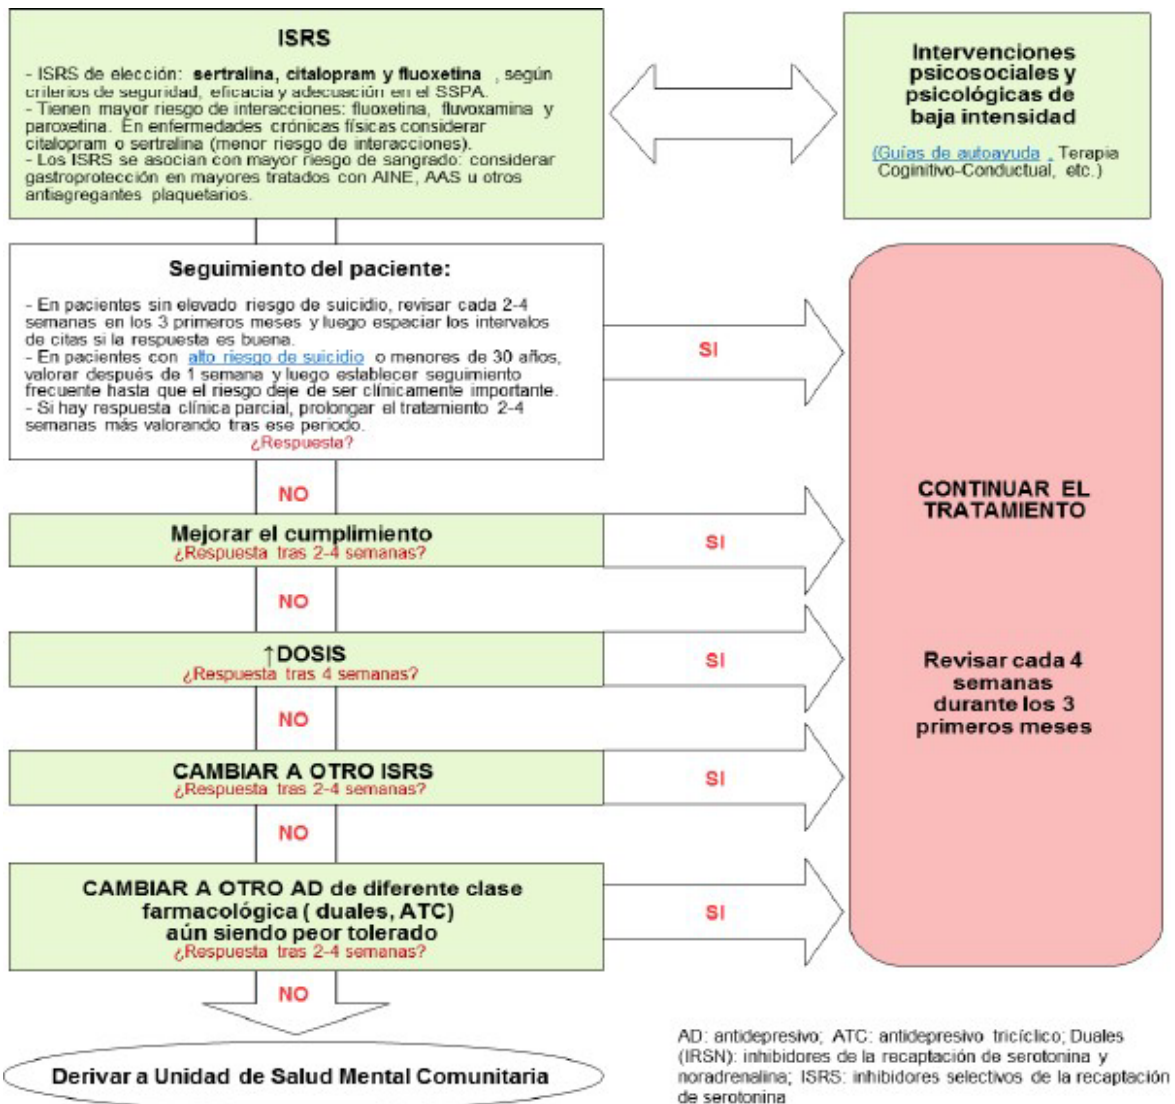 ISRS
- ISRS de elección: sertralina, citalopram y fluoxetina , según
criterios de seguridad, eficacia y adecuación en el SSPA.
- Tienen mayor riesgo de interacciones: fluoxetina, fluvoxamina y
paroxetina. En enfermedades crónicas físicas considerar
citalopram o sertralina (menor riesgo de interacciones).
- Los ISRS se asocian con mayor riesgo de sangrado: considerar
gastroprotección en mayores tratados con AINE, AAS u otros
antiagregantes plaquetarios.
Intervenciones
psicosociales y
psicológicas de
baja intensidad
(Guías de autoayuda , Terapia
Coginitivo-Conductual, etc.)
Seguimiento del paciente:
- En pacientes sin elevado riesgo de suicidio, revisar cada 2-4
semanas en los 3 primeros meses y luego espaciar los intervalos
de citas si la respuesta es buena.
- En pacientes con alto riesgo de suicidio o menores de 30 años,
valorar después de 1 semana y luego establecer seguimiento
frecuente hasta que el riesgo deje de ser clínicamente importante.
- Si hay respuesta clínica parcial, prolongar el tratamiento 2-4
semanas más valorando tras ese periodo.
¿Respuesta?
SI
NO
Mejorar el cumplimiento
¿Respuesta tras 2-4 semanas?
SI
NO
↑DOSIS
¿Respuesta tras 4 semanas?
SI
NO
CAMBIAR A OTRO ISRS
¿Respuesta tras 2-4 semanas?
SI
NO
CAMBIAR A OTRO AD de diferente clase
farmacológica ( duales, ATC)
aún siendo peor tolerado
¿Respuesta tras 2-4 semanas?
SI
NO
Derivar a Unidad de Salud Mental Comunitaria
CONTINUAR EL
TRATAMIENTO
Revisar cada 4
semanas
durante los 3
primeros meses
AD: antidepresivo; ATC: antidepresivo tricíclico; Duales
(IRSN): inhibidores de la recaptación de serotonina y
noradrenalina; ISRS: inhibidores selectivos de la recaptación
de serotonina